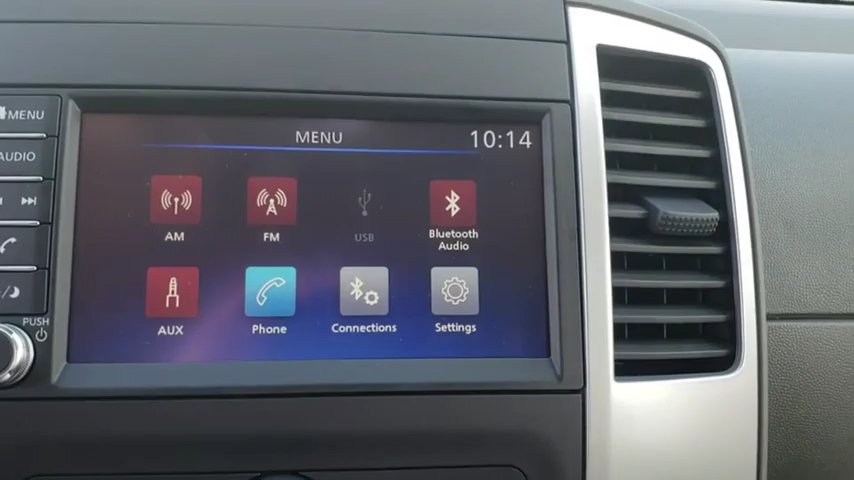 MENU
AUDIO
PUSH
MENU
10:14
AM
FM
USB
Bluetooth
Audio
AUX
Phone
Connections
Settings